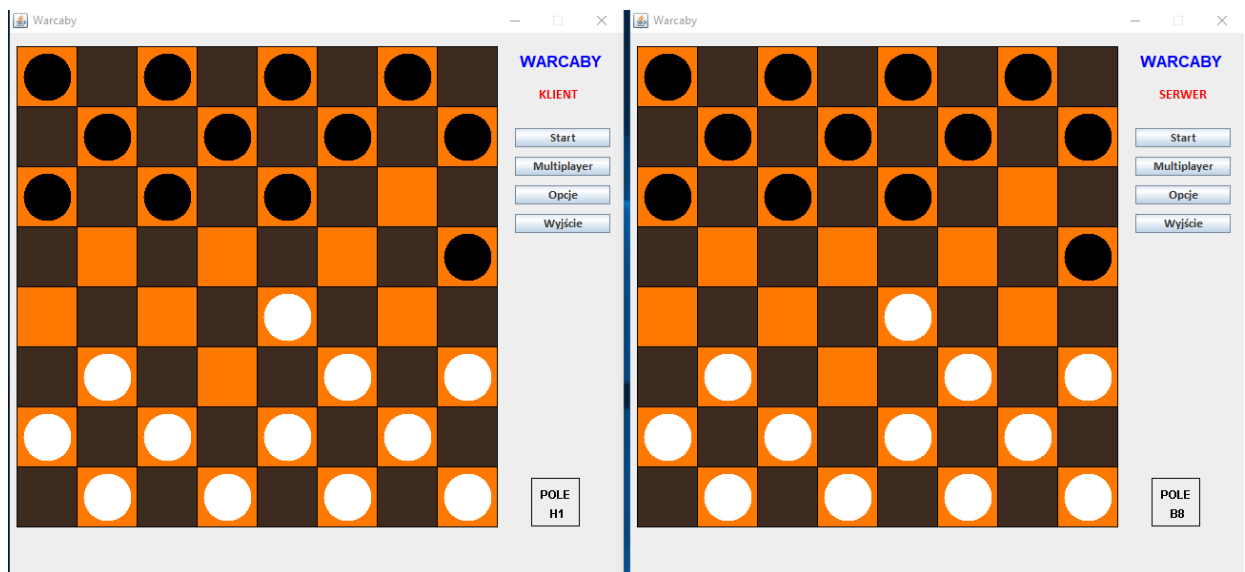 Warcaby
WARCABY
KLIENT
Start
Multiplayer
Opcje
Wyjście
POLE
H1
Warcaby
WARCABY
SERWER
Start
Multiplayer
Opcje
Wyjście
POLE
B8